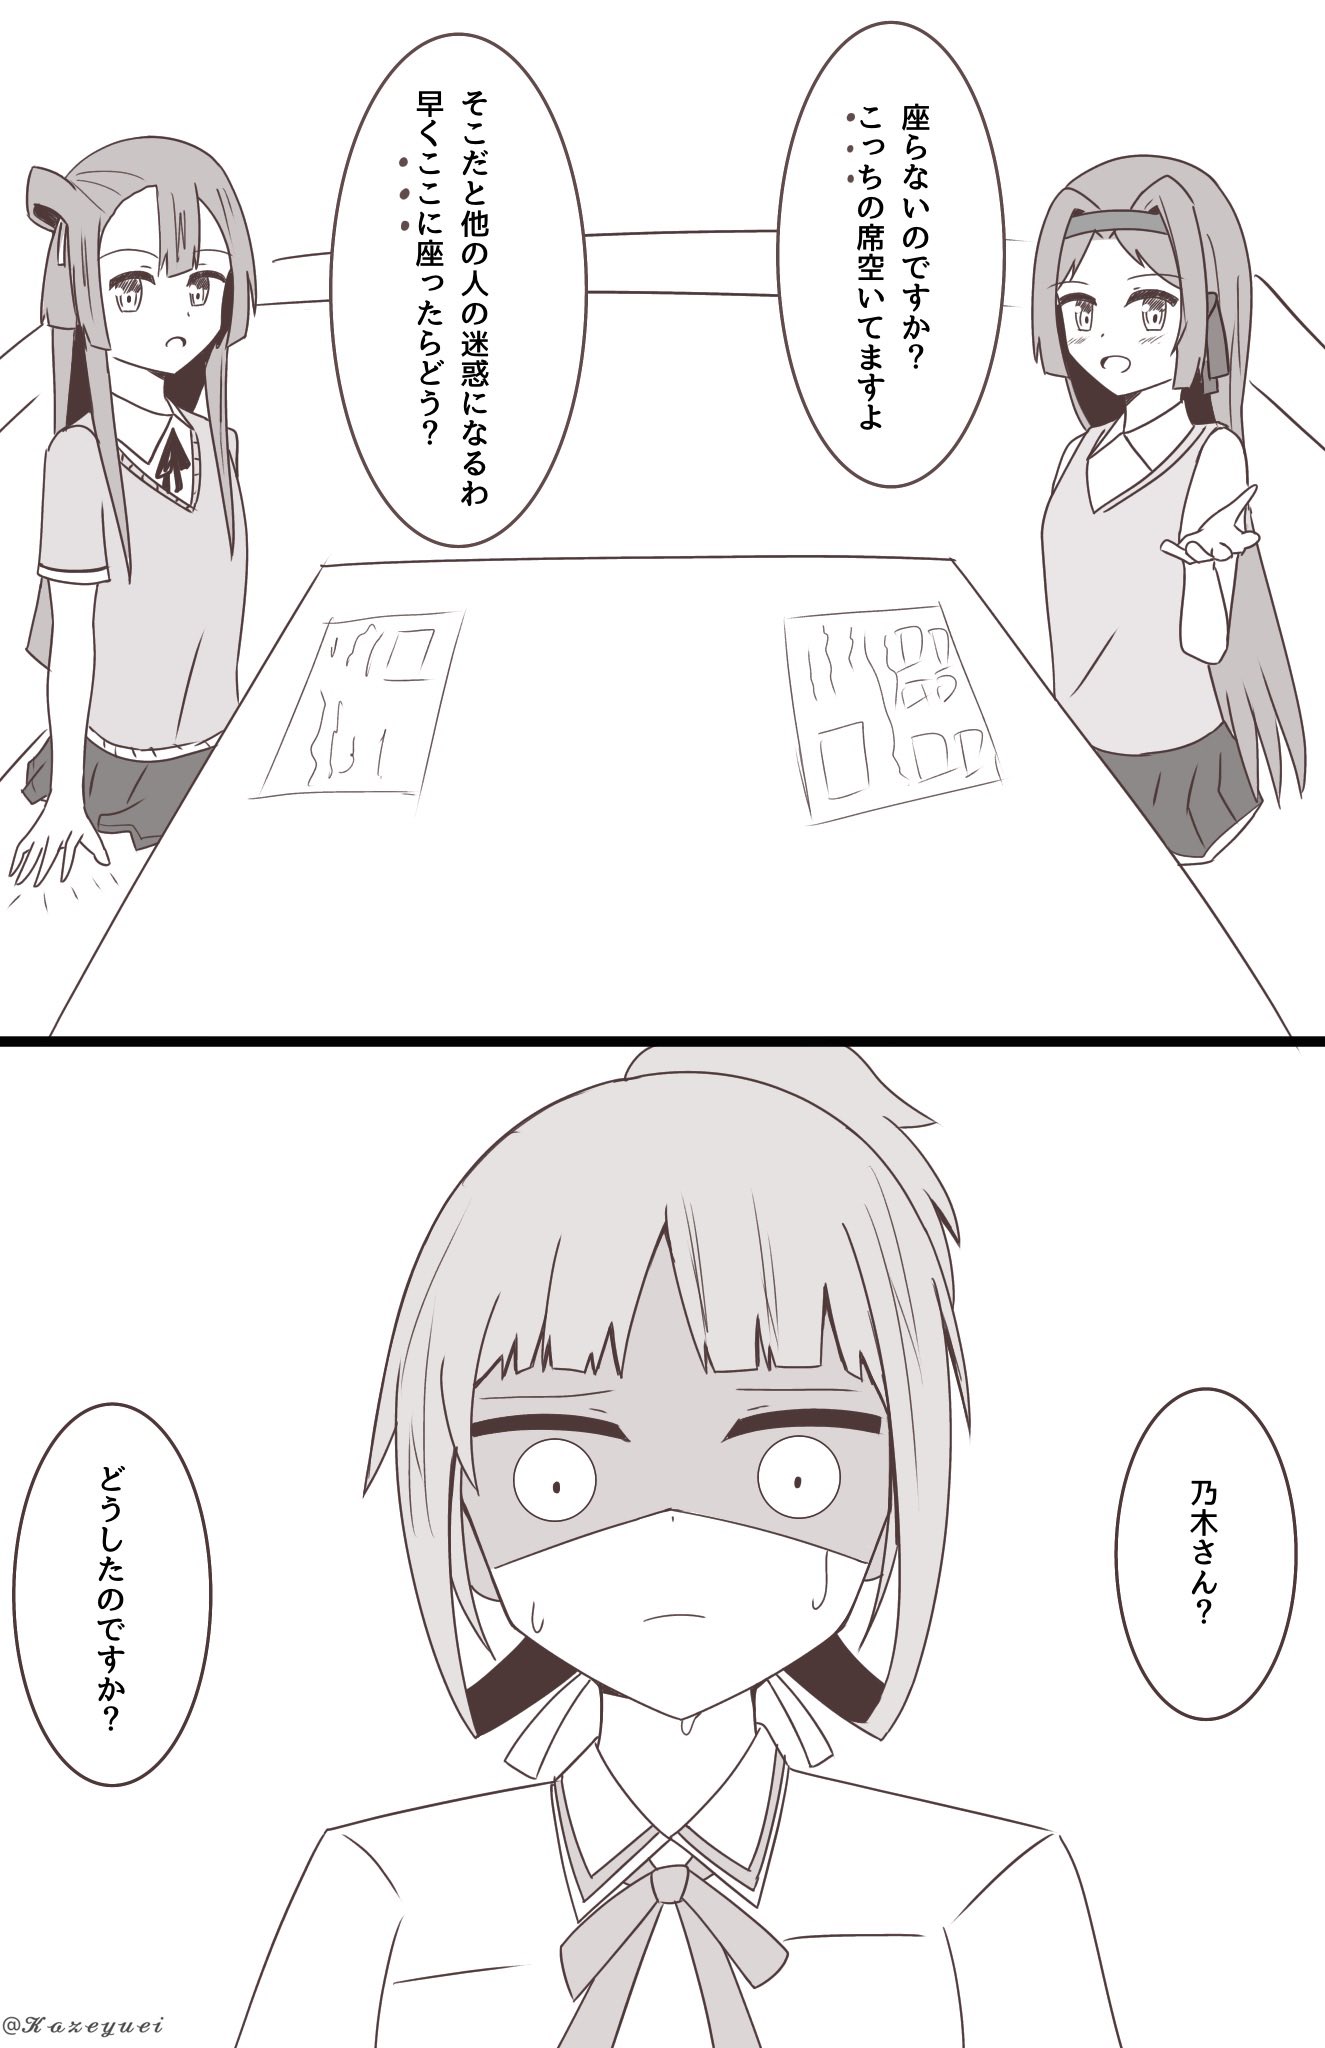 座らないのですか？
こっちの席空いてますよ
そこだと他の人の迷惑になるわ
早くここに座ったらどう？
乃木さん？
どうしたのですか？
@Kazeyuei